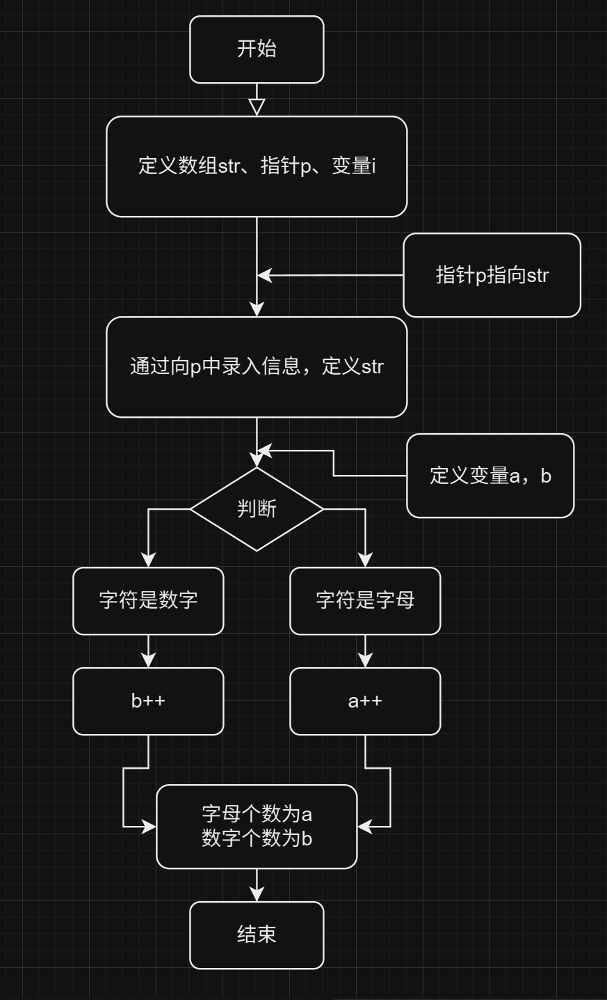 开始
定义数组str、指针p、变量i
指针p指向str
通过向p中录入信息，定义str
定义变量a，b
判断
字符是数字
字符是字母
b++
a++
字母个数为a
数字个数为b
结束